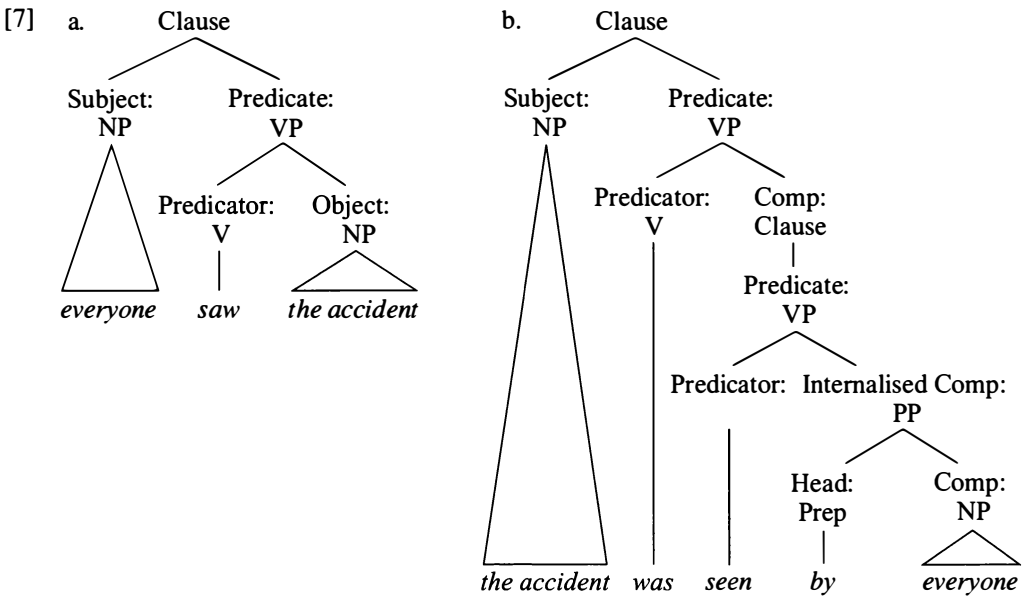 [7] a. Clause
Subject: Predicate:
NP VP
Predicator: Object:
V NP
everyone saw the accident
b. Clause
Subject: Predicate:
NP VP
Predicator: Comp:
V Clause
Predicate:
VP
Predicator: Internalised Comp:
PP
Head: Comp:
Prep NP
the accident was seen by everyone